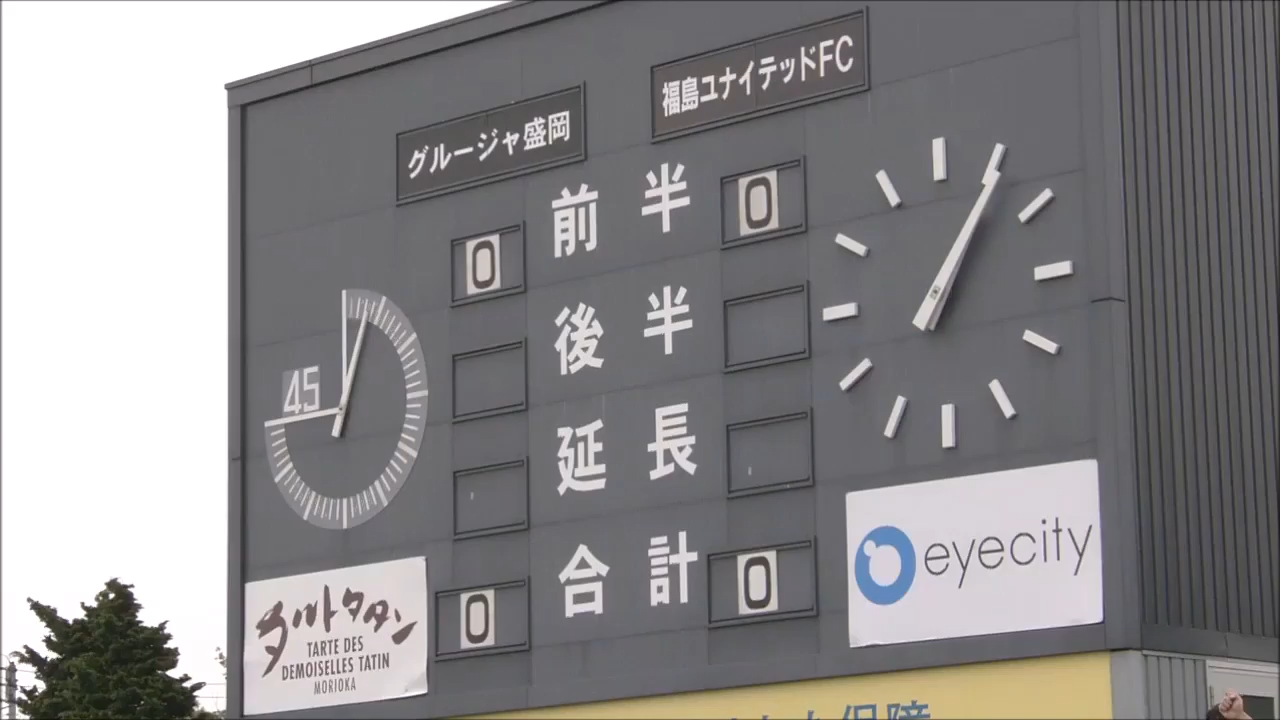 グルージャ盛岡
福島ユナイテッドFC
0 前半 0
後半
延長
0 合計 0
45
タルトタタン
TARTE DES
DEMOISELLES TATIN
MORIOKA
eyecity
保障